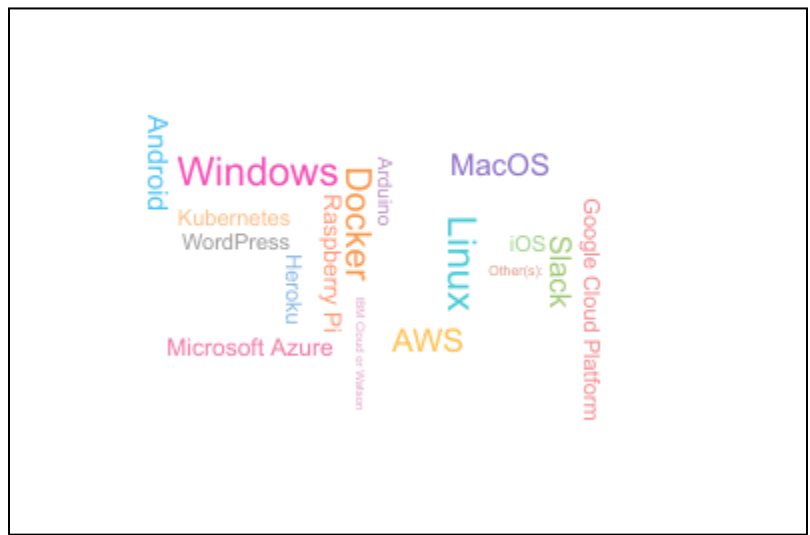 Android
Windows
Docker
Arduino
MacOS
Kubernetes
WordPress
Raspberry Pi
Heroku
Linux
iOS
Other(s):
Slack
Google Cloud Platform
IBM Cloud or Watson
Microsoft Azure
AWS